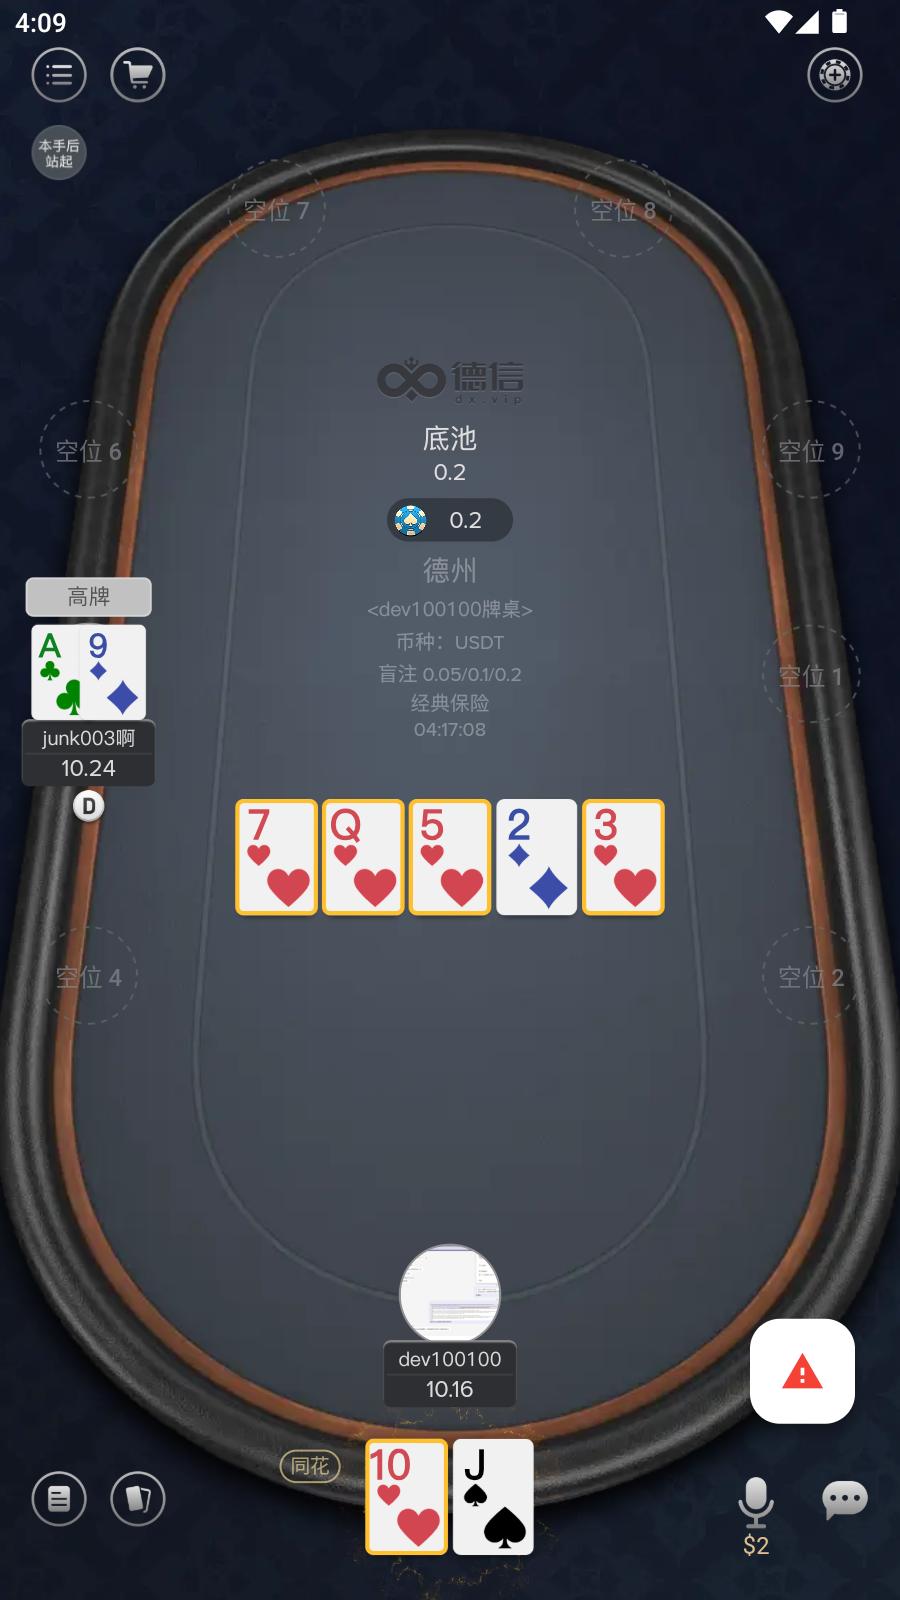 4:09
本手后
站起
空位 7
空位 8
德信
dx.vip
底池
0.2
空位 6
空位 9
0.2
德州
高牌
<dev100100牌桌>
A
9
币种：USDT
盲注 0.05/0.1/0.2
空位 1
经典保险
04:17:08
junk003啊
10.24
D
7
Q
5
2
3
空位 4
空位 2
dev100100
10.16
同花
10
J
$2